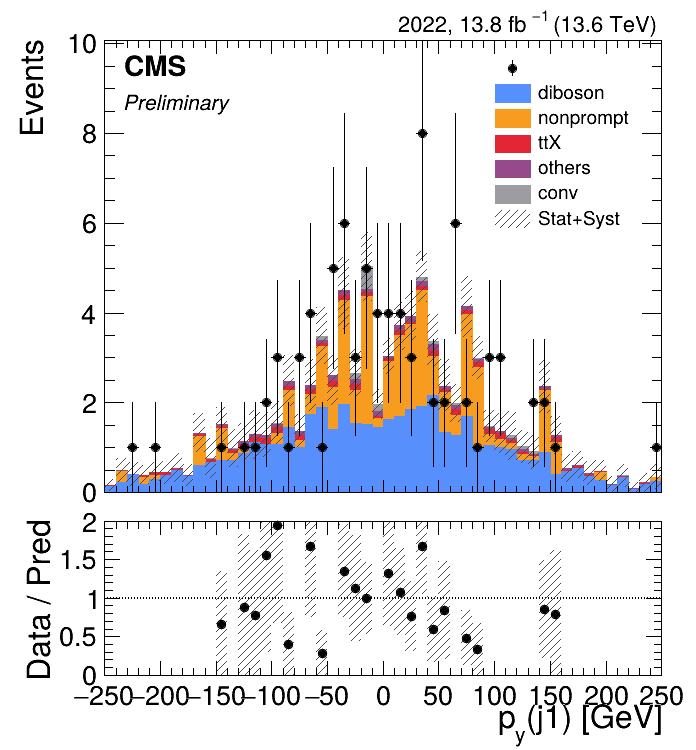 2022, 13.8 fb⁻¹ (13.6 TeV)
CMS
Preliminary
Events
10
8
6
4
2
0
diboson
nonprompt
ttX
others
conv
Stat+Syst
Data / Pred
2
1.5
1
0.5
0
−250 −200 −150 −100 −50 0 50 100 150 200 250
p_y(j1) [GeV]